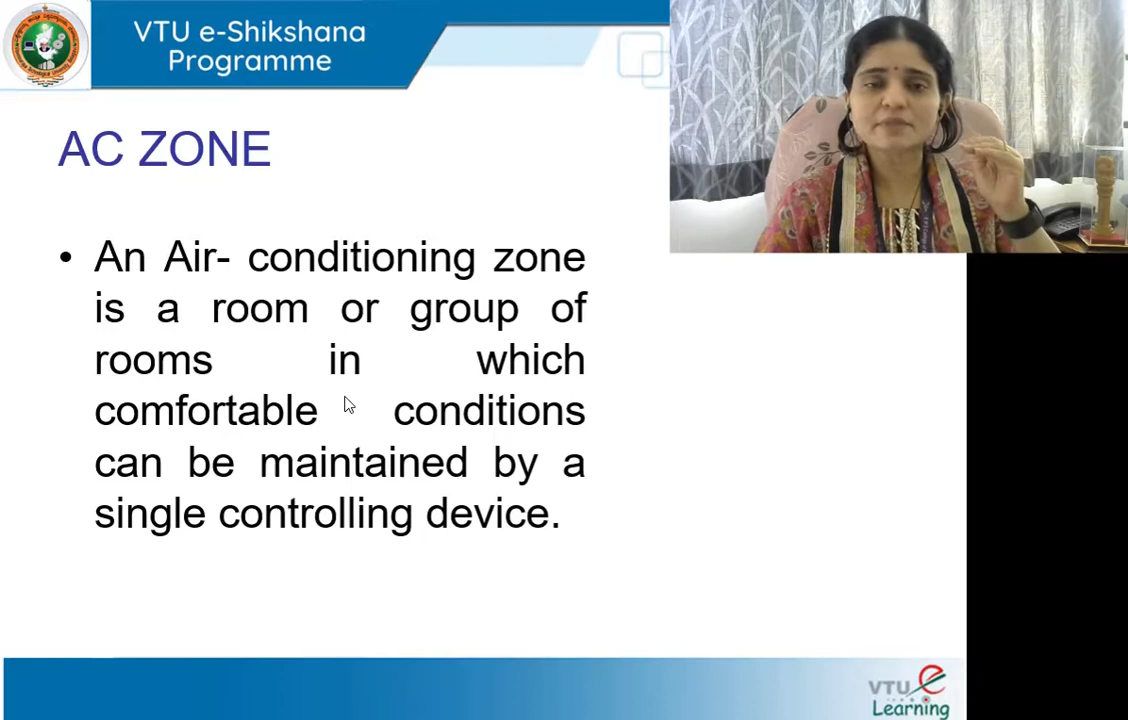 VTU e-Shikshana
Programme
AC ZONE
• An Air- conditioning zone
is a room or group of
rooms in which
comfortable conditions
can be maintained by a
single controlling device.
VTU e
Learning